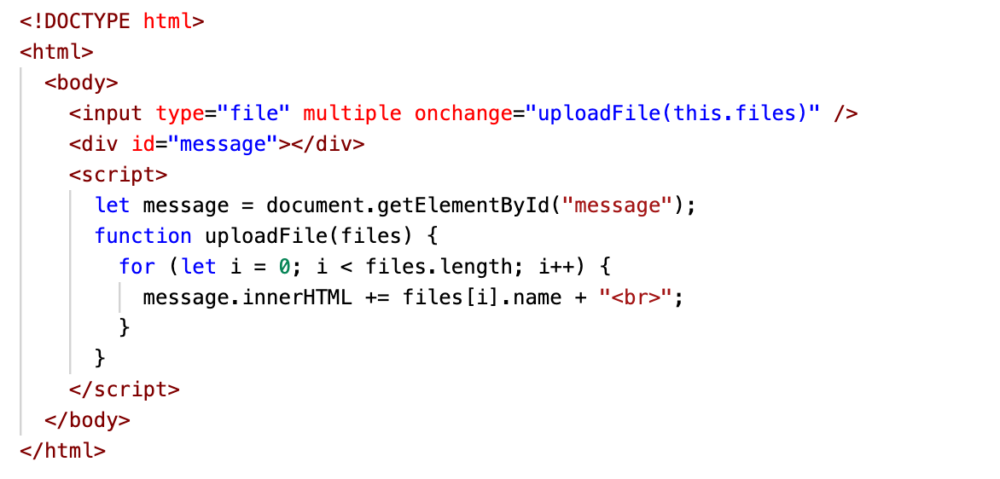 <!DOCTYPE html>
<html>
<body>
<input type="file" multiple onchange="uploadFile(this.files)" />
<div id="message"></div>
<script>
let message = document.getElementById("message");
function uploadFile(files) {
for (let i = 0; i < files.length; i++) {
message.innerHTML += files[i].name + "<br>";
}
}
</script>
</body>
</html>